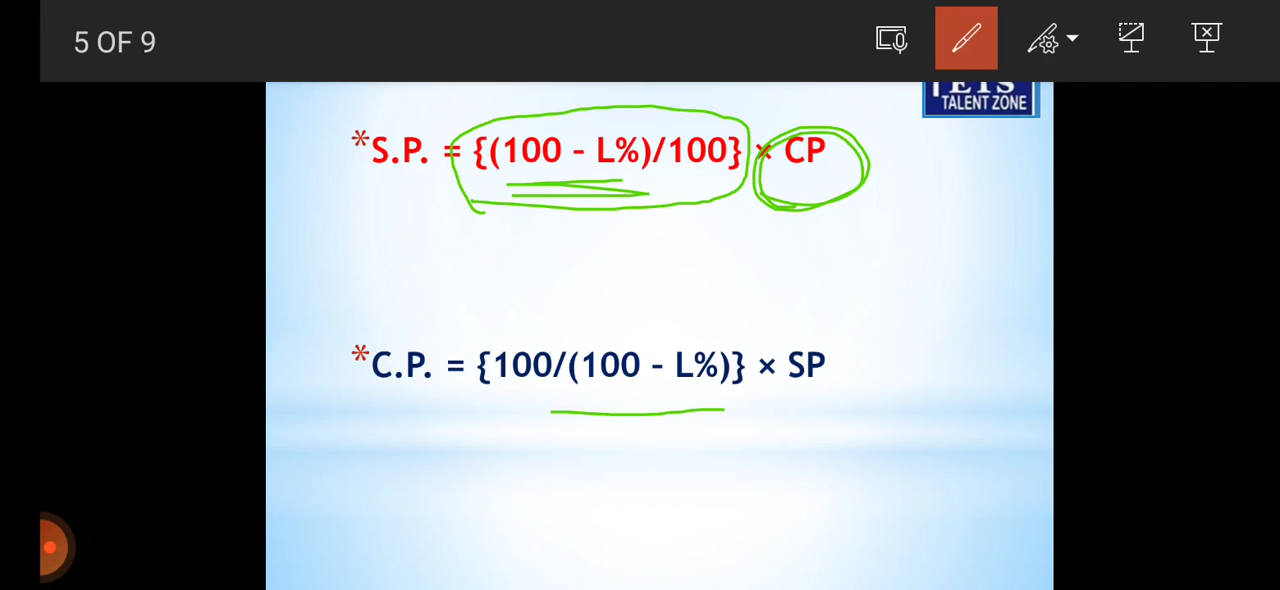 5 OF 9
TALENT ZONE
*S.P. = {(100 - L%)/100} × CP
*C.P. = {100/(100 - L%)} × SP